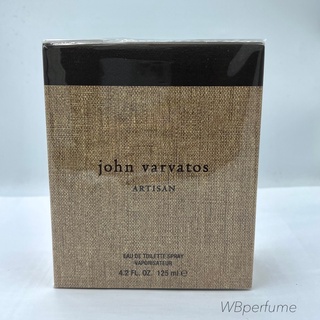 john varvatos
ARTISAN
EAU DE TOILETTE SPRAY
VAPORISATEUR
4.2 FL. OZ. 125 ml ℮
WBperfume